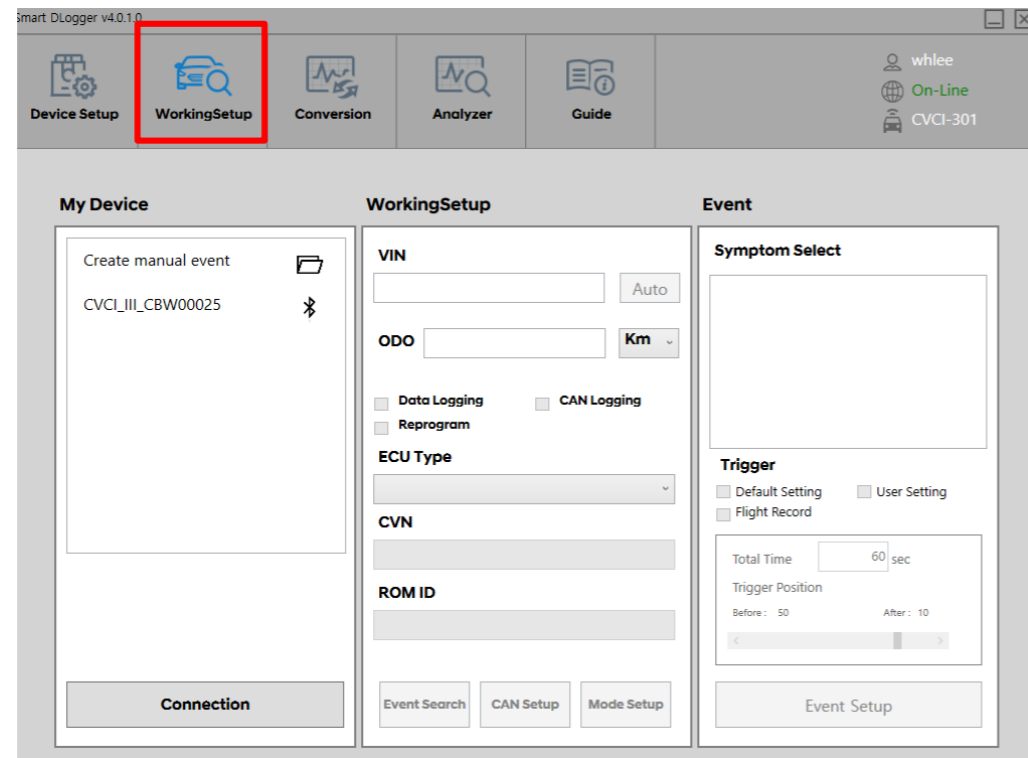 Smart DLogger v4.0.1.0
whlee
On-Line
CVCI-301
Device Setup
WorkingSetup
Conversion
Analyzer
Guide
My Device
Create manual event
CVCI_III_CBW00025
Connection
WorkingSetup
VIN
Auto
ODO
Km
Data Logging CAN Logging
Reprogram
ECU Type
CVN
ROM ID
Event Search
CAN Setup
Mode Setup
Event
Symptom Select
Trigger
Default Setting User Setting
Flight Record
Total Time 60 sec
Trigger Position
Before : 50 After : 10
Event Setup